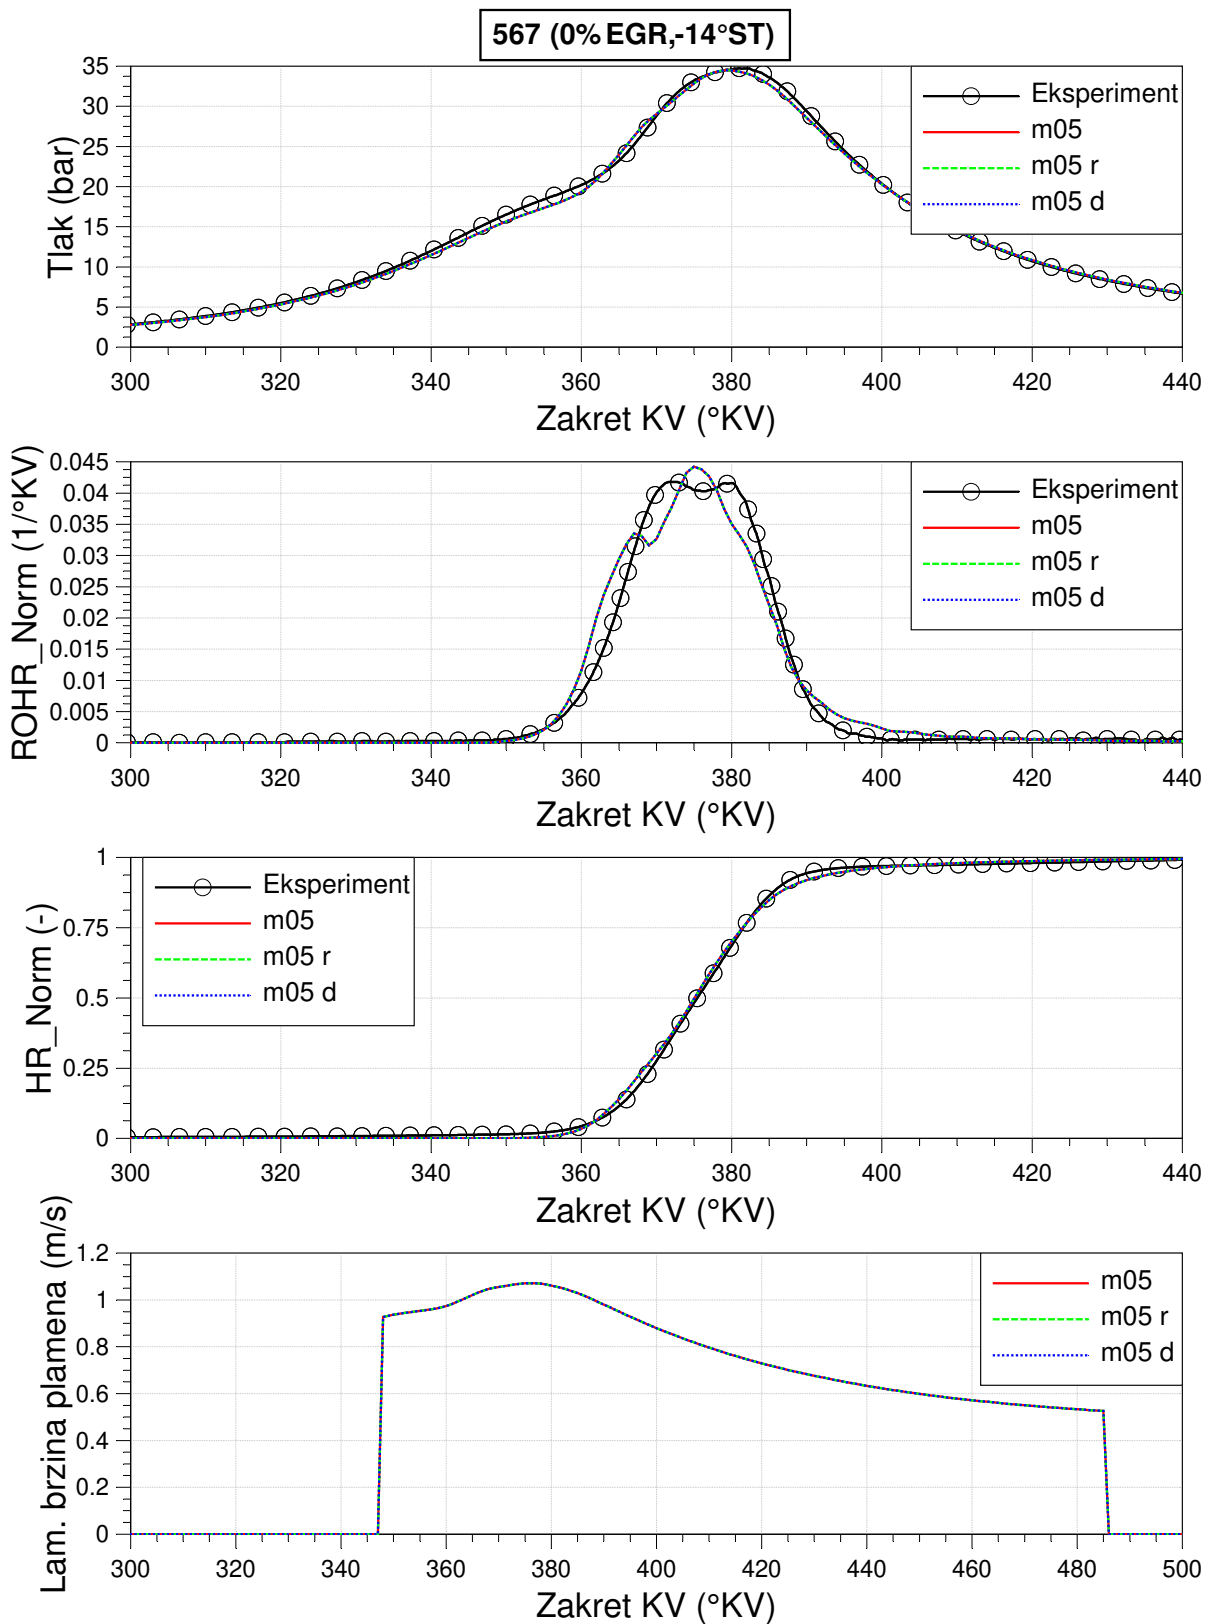 567 (0% EGR,-14°ST)
Tlak (bar)
35
30
25
20
15
10
5
0
300 320 340 360 380 400 420 440
Zakret KV (°KV)
Eksperiment
m05
m05 r
m05 d
ROHR_Norm (1/°KV)
0.045
0.04
0.035
0.03
0.025
0.02
0.015
0.01
0.005
0
300 320 340 360 380 400 420 440
Zakret KV (°KV)
Eksperiment
m05
m05 r
m05 d
HR_Norm (-)
1
0.75
0.5
0.25
0
300 320 340 360 380 400 420 440
Zakret KV (°KV)
Eksperiment
m05
m05 r
m05 d
Lam. brzina plamena (m/s)
1.2
1
0.8
0.6
0.4
0.2
0
300 320 340 360 380 400 420 440 460 480 500
Zakret KV (°KV)
m05
m05 r
m05 d